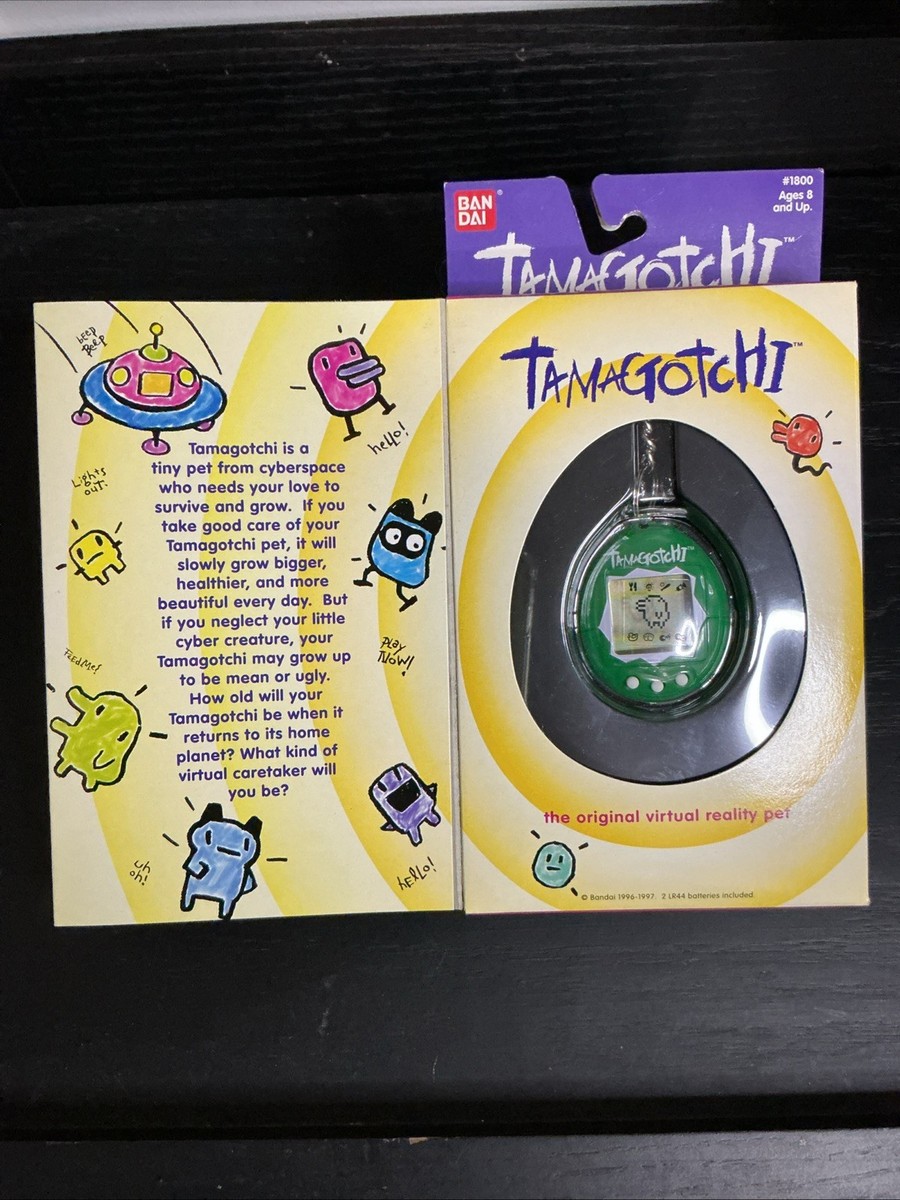 BAN
DAI
®
#1800
Ages 8
and Up.
TAMAGOTCHI™
beep
Beep
hello!
Lights
out.
Tamagotchi is a
tiny pet from cyberspace
who needs your love to
survive and grow. If you
take good care of your
Tamagotchi pet, it will
slowly grow bigger,
healthier, and more
beautiful every day. But
if you neglect your little
cyber creature, your
Tamagotchi may grow up
to be mean or ugly.
How old will your
Tamagotchi be when it
returns to its home
planet? What kind of
virtual caretaker will
you be?
Play
Now!
FEEdMe!
uh
oh!
hEllo!
TAMAGOTCHI™
TAMAGOTCHI™
the original virtual reality pet
© Bandai 1996-1997. 2 LR44 batteries included.